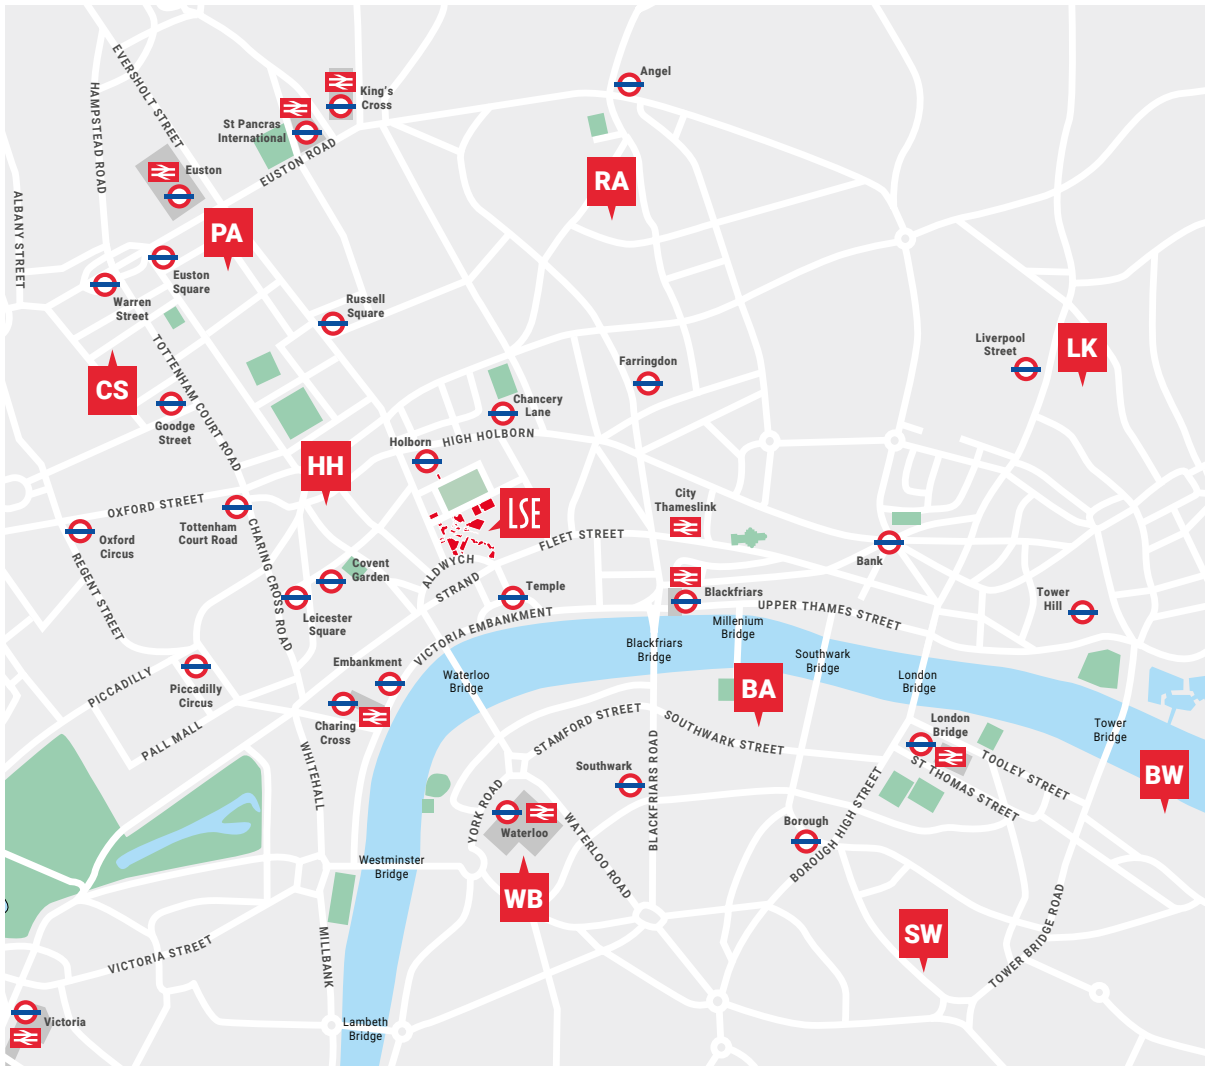 Angel
King's
Cross
St Pancras
International
EVERSHOLT STREET
HAMPSTEAD ROAD
EUSTON ROAD
Euston
RA
ALBANY STREET
PA
Euston
Square
Warren
Street
Russell
Square
Liverpool
Street
LK
Farringdon
CS
TOTTENHAM COURT ROAD
Chancery
Lane
Goodge
Street
Holborn
HIGH HOLBORN
HH
OXFORD STREET
Tottenham
Court Road
LSE
City
Thameslink
Oxford
Circus
FLEET STREET
Bank
CHARING CROSS ROAD
REGENT STREET
Covent
Garden
ALDWYCH
STRAND
Temple
Blackfriars
Tower
Hill
Leicester
Square
VICTORIA EMBANKMENT
UPPER THAMES STREET
Millenium
Bridge
Blackfriars
Bridge
Southwark
Bridge
Embankment
PICCADILLY
Piccadilly
Circus
Waterloo
Bridge
London
Bridge
BA
Charing
Cross
PALL MALL
STAMFORD STREET
SOUTHWARK STREET
London
Bridge
Tower
Bridge
WHITEHALL
Southwark
BLACKFRIARS ROAD
TOOLEY STREET
ST THOMAS STREET
BW
YORK ROAD
Waterloo
WATERLOO ROAD
Borough
BOROUGH HIGH STREET
Westminster
Bridge
WB
SW
VICTORIA STREET
MILLBANK
TOWER BRIDGE ROAD
Victoria
Lambeth
Bridge